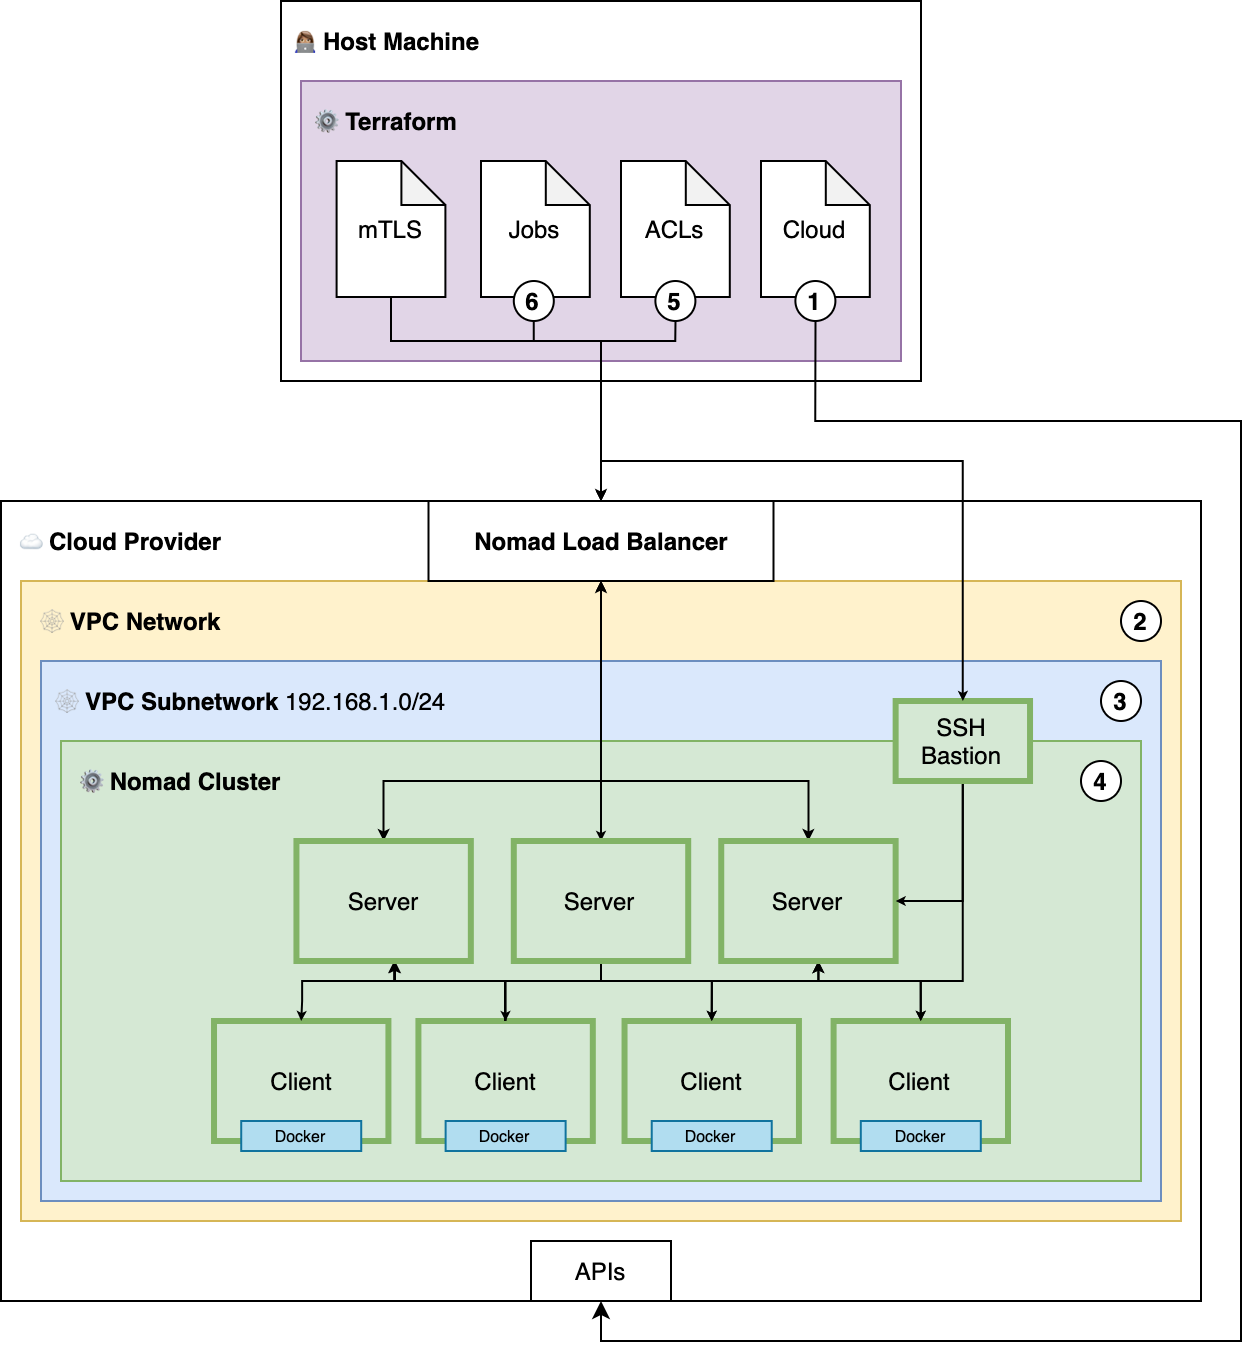 Host Machine
Terraform
mTLS
Jobs
ACLs
Cloud
6
5
1
Cloud Provider
Nomad Load Balancer
VPC Network
2
VPC Subnetwork 192.168.1.0/24
3
SSH
Bastion
Nomad Cluster
4
Server
Server
Server
Client
Client
Client
Client
Docker
Docker
Docker
Docker
APIs